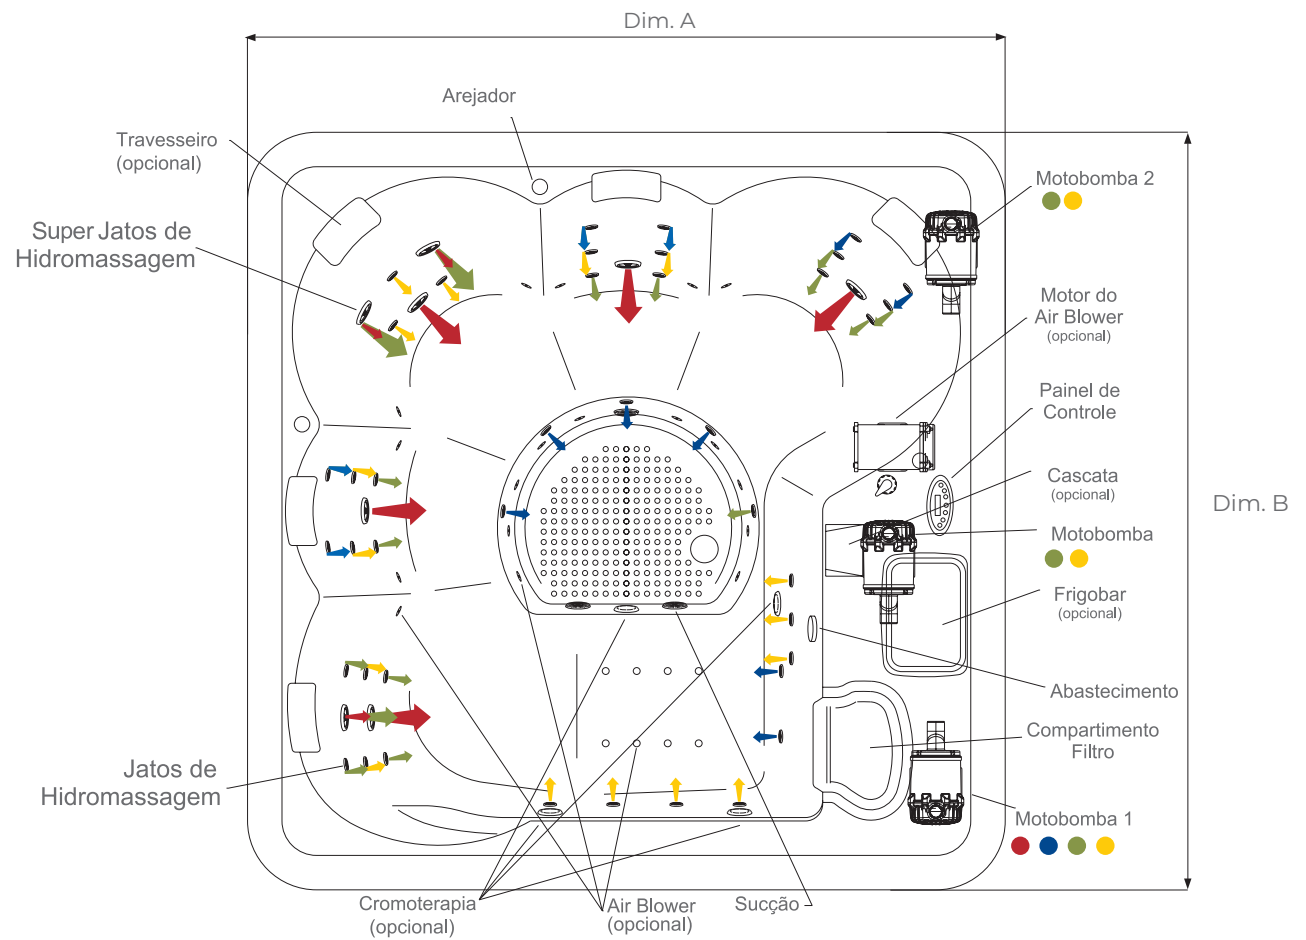 Dim. A
Arejador
Travesseiro
(opcional)
Super Jatos de
Hidromassagem
Motobomba 2
Motor do
Air Blower
(opcional)
Painel de
Controle
Cascata
(opcional)
Dim. B
Motobomba
Frigobar
(opcional)
Abastecimento
Compartimento
Filtro
Jatos de
Hidromassagem
Motobomba 1
Cromoterapia
(opcional)
Air Blower
(opcional)
Sucção